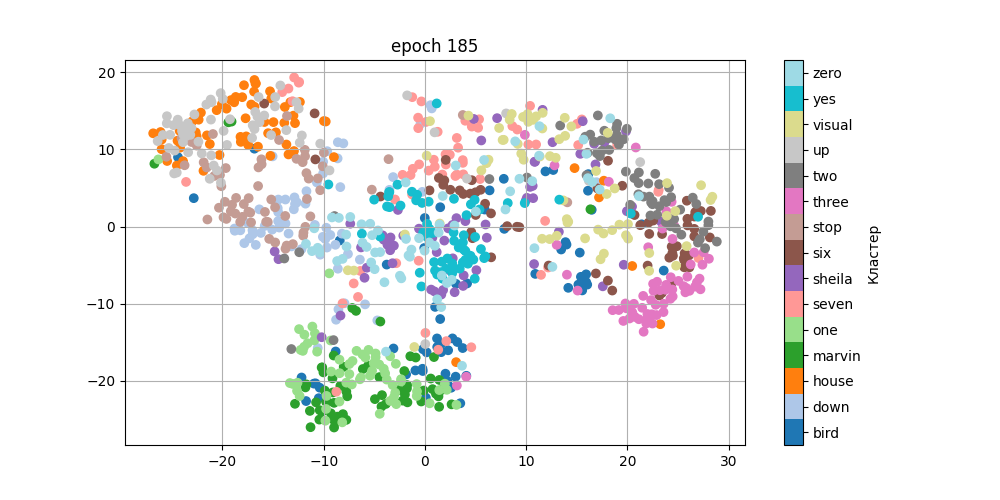 epoch 185
20
10
0
−10
−20
−20
−10
0
10
20
30
zero
yes
visual
up
two
three
stop
six
sheila
seven
one
marvin
house
down
bird
Кластер